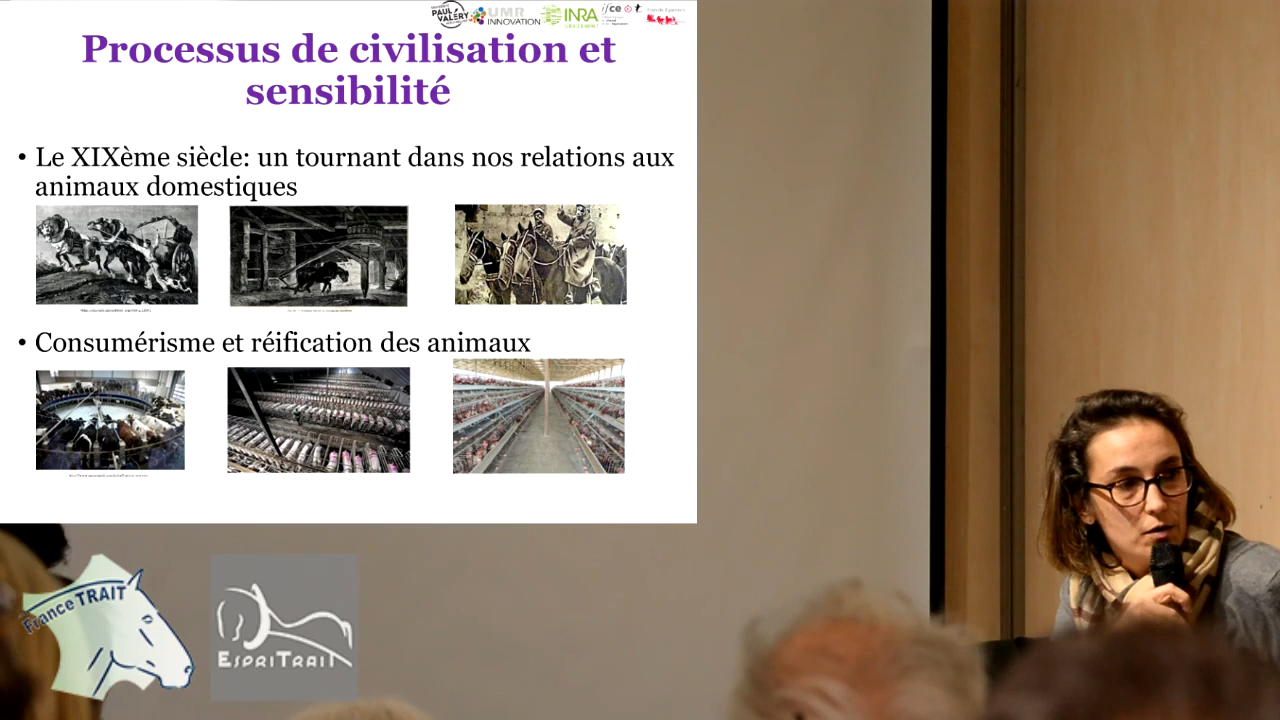 PAUL
VALÉRY
UMR
INNOVATION
INRA
ifce
Processus de civilisation et
sensibilité
• Le XIXème siècle: un tournant dans nos relations aux
animaux domestiques
• Consumérisme et réification des animaux
France TRAIT
ESPRITRAIT